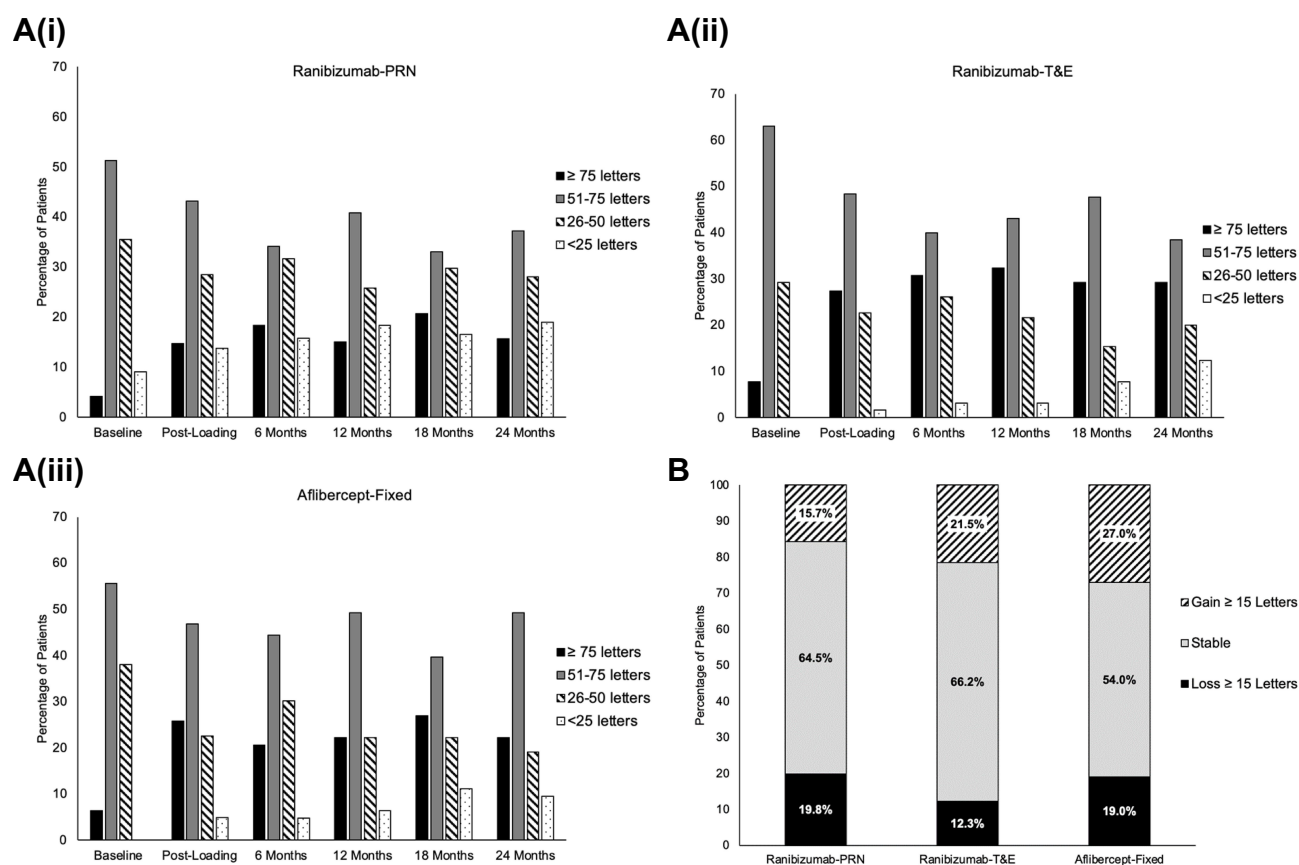 A(i)
Ranibizumab-PRN
Percentage of Patients
70
60
50
40
30
20
10
0
Baseline Post-Loading 6 Months 12 Months 18 Months 24 Months
≥ 75 letters
51-75 letters
26-50 letters
<25 letters
A(ii)
Ranibizumab-T&E
Percentage of Patients
70
60
50
40
30
20
10
0
Baseline Post-Loading 6 Months 12 Months 18 Months 24 Months
≥ 75 letters
51-75 letters
26-50 letters
<25 letters
A(iii)
Aflibercept-Fixed
Percentage of Patients
70
60
50
40
30
20
10
0
Baseline Post-Loading 6 Months 12 Months 18 Months 24 Months
≥ 75 letters
51-75 letters
26-50 letters
<25 letters
B
Percentage of Patients
100
90
80
70
60
50
40
30
20
10
0
15.7% 21.5% 27.0%
64.5% 66.2% 54.0%
19.8% 12.3% 19.0%
Ranibizumab-PRN Ranibizumab-T&E Aflibercept-Fixed
Gain ≥ 15 Letters
Stable
Loss ≥ 15 Letters